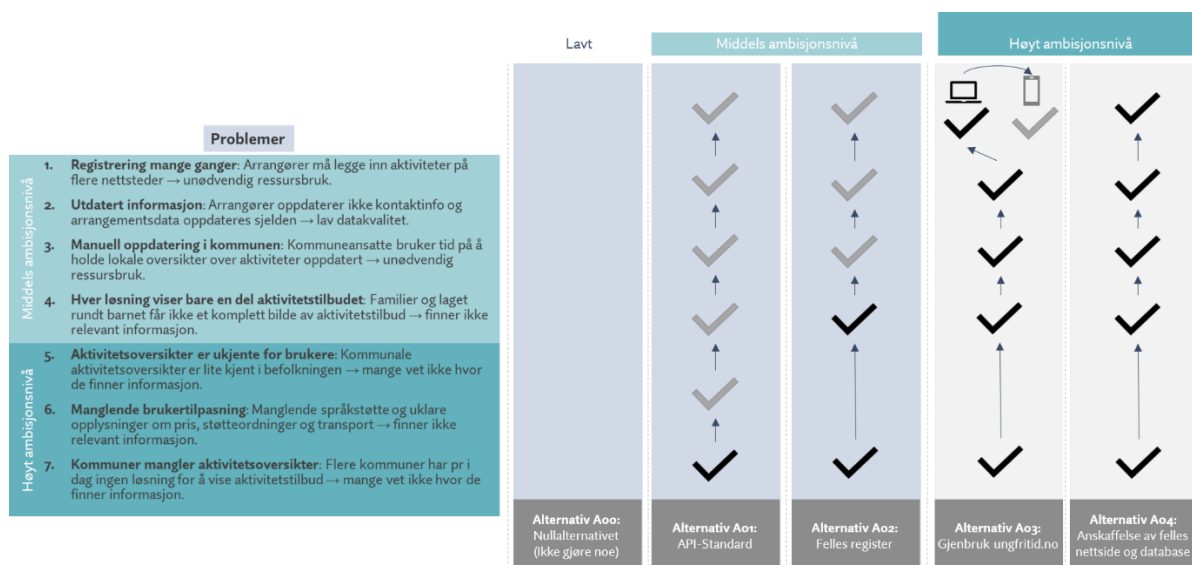 Lavt
Middels ambisjonsnivå
Høyt ambisjonsnivå
Problemer
Middels ambisjonsnivå
1. Registrering mange ganger: Arrangører må legge inn aktiviteter på
flere nettsteder → unødvendig ressursbruk.
2. Utdatert informasjon: Arrangører oppdaterer ikke kontaktinfo og
arrangementsdata oppdateres sjelden → lav datakvalitet.
3. Manuell oppdatering i kommunen: Kommuneansatte bruker tid på å
holde lokale oversikter over aktiviteter oppdatert → unødvendig
ressursbruk.
4. Hver løsning viser bare en del aktivitetstilbudet: Familier og laget
rundt barnet får ikke et komplett bilde av aktivitetstilbud → finner ikke
relevant informasjon.
Høyt ambisjonsnivå
5. Aktivitetsoversikter er ukjente for brukere: Kommunale
aktivitetsoversikter er lite kjent i befolkningen → mange vet ikke hvor
de finner informasjon.
6. Manglende brukertilpasning: Manglende språkstøtte og uklare
opplysninger om pris, støtteordninger og transport → finner ikke
relevant informasjon.
7. Kommuner mangler aktivitetsoversikter: Flere kommuner har pr i
dag ingen løsning for å vise aktivitetstilbud → mange vet ikke hvor de
finner informasjon.
Alternativ A00:
Nullalternativet
(Ikke gjøre noe)
Alternativ A01:
API-Standard
Alternativ A02:
Felles register
Alternativ A03:
Gjenbruk ungfritid.no
Alternativ A04:
Anskaffelse av felles
nettside og database